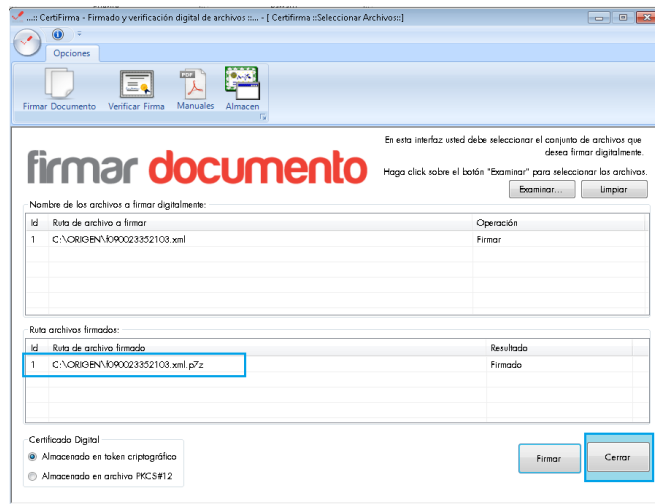 ...:: CertiFirma - Firmado y verificación digital de archivos ::... - [ Certifirma ::Seleccionar Archivos::]
Opciones
Firmar Documento Verificar Firma Manuales Almacen
En esta interfaz usted debe seleccionar el conjunto de archivos que
desea firmar digitalmente.
firmar documento
Haga click sobre el botón "Examinar" para seleccionar los archivos.
Examinar... Limpiar
Nombre de los archivos a firmar digitalmente:
Id Ruta de archivo a firmar Operación
1 C:\ORIGEN\f090023352103.xml Firmar
Ruta archivos firmados:
Id Ruta de archivo firmado Resultado
1 C:\ORIGEN\f090023352103.xml.p7z Firmado
Certificado Digital
Almacenado en token criptográfico
Almacenado en archivo PKCS#12
Firmar Cerrar